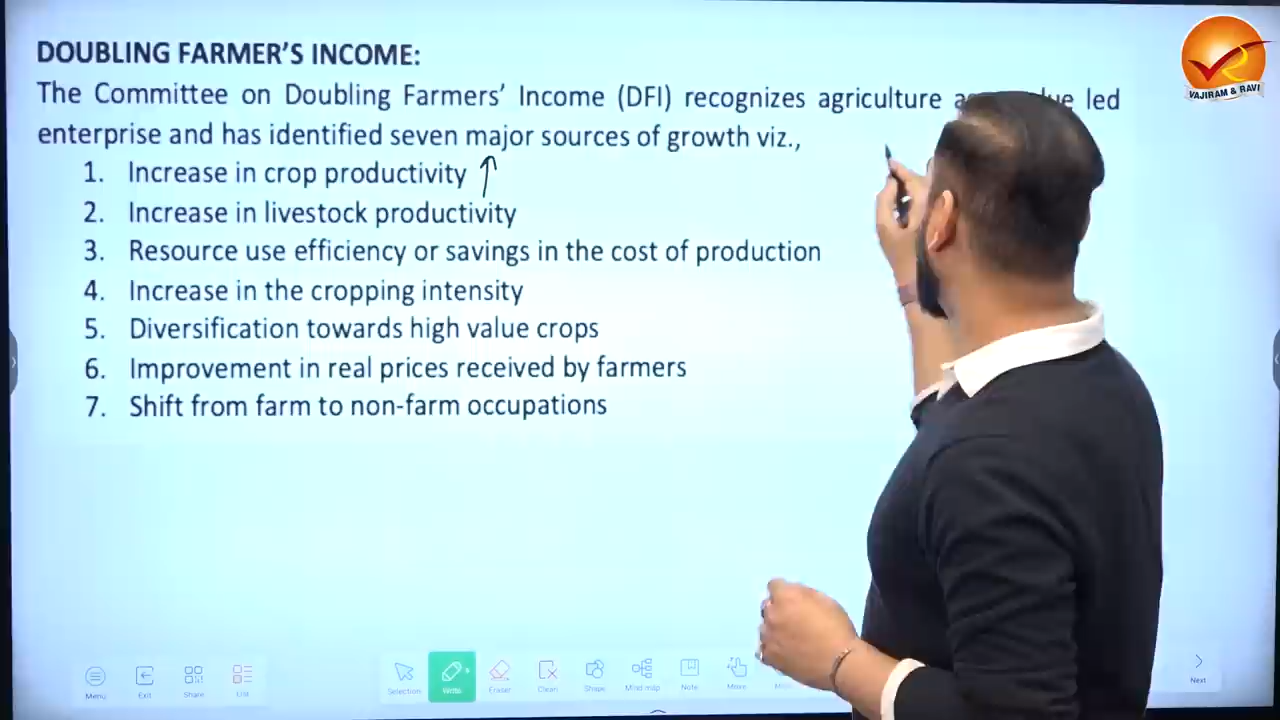 DOUBLING FARMER'S INCOME:
The Committee on Doubling Farmers' Income (DFI) recognizes agriculture led
enterprise and has identified seven major sources of growth viz.,
1. Increase in crop productivity
2. Increase in livestock productivity
3. Resource use efficiency or savings in the cost of production
4. Increase in the cropping intensity
5. Diversification towards high value crops
6. Improvement in real prices received by farmers
7. Shift from farm to non-farm occupations
VAJIRAM & RAVI
Menu Exit Share List Selection Write Eraser Clean Shape Mind map Note More Next